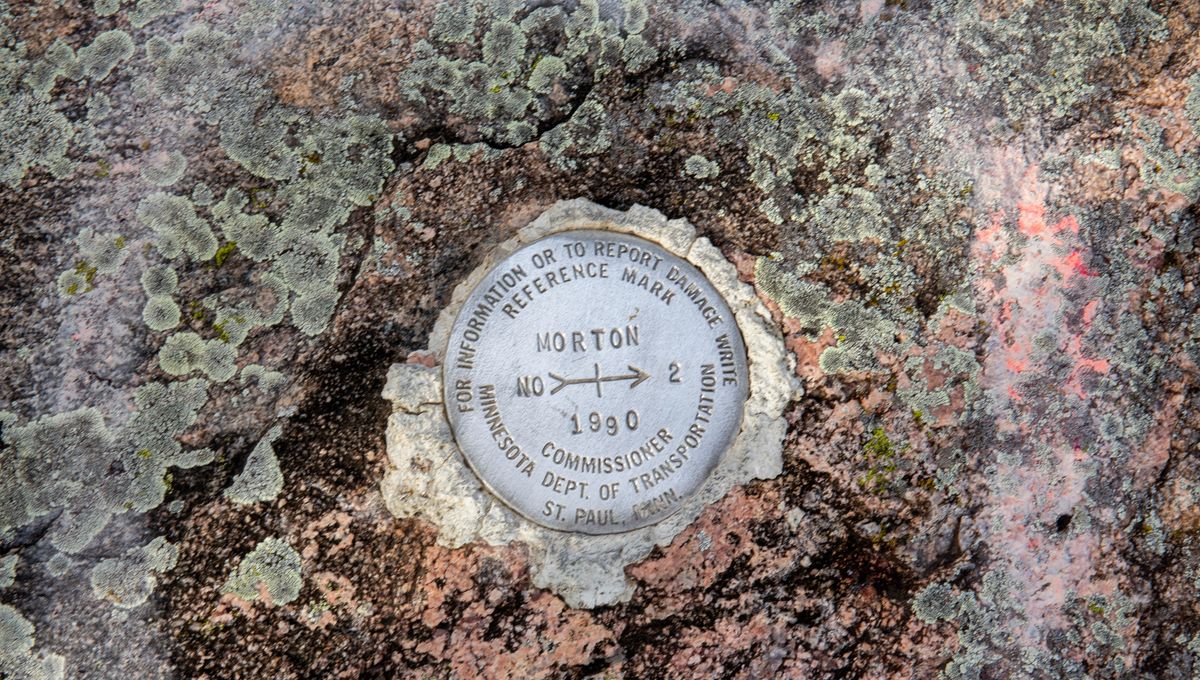 FOR INFORMATION OR TO REPORT DAMAGE WRITE
REFERENCE MARK
MORTON
NO 2
1990
COMMISSIONER
MINNESOTA DEPT. OF TRANSPORTATION
ST. PAUL, MINN.